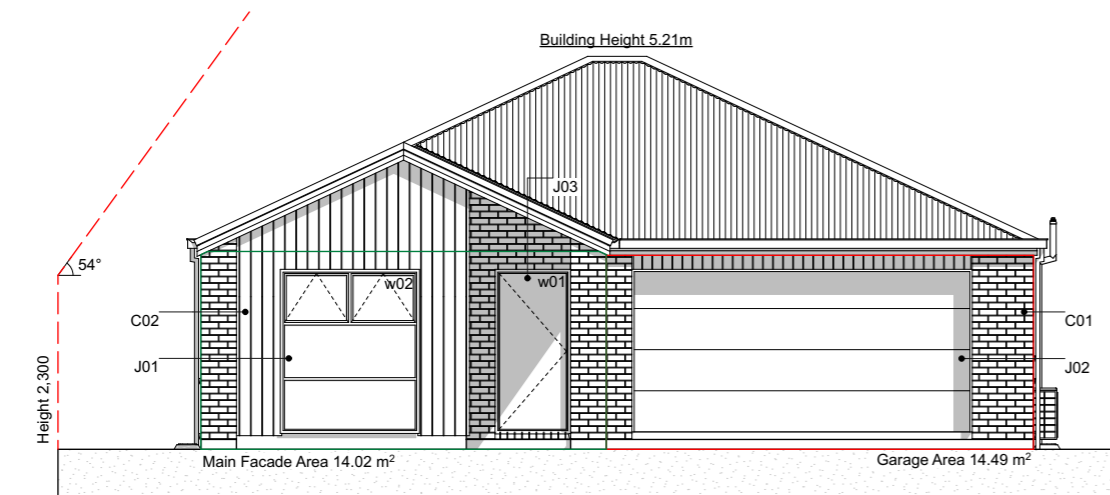 Building Height 5.21m
J03
54°
w02
w01
C02
C01
J01
J02
Height 2,300
Main Facade Area 14.02 m²
Garage Area 14.49 m²